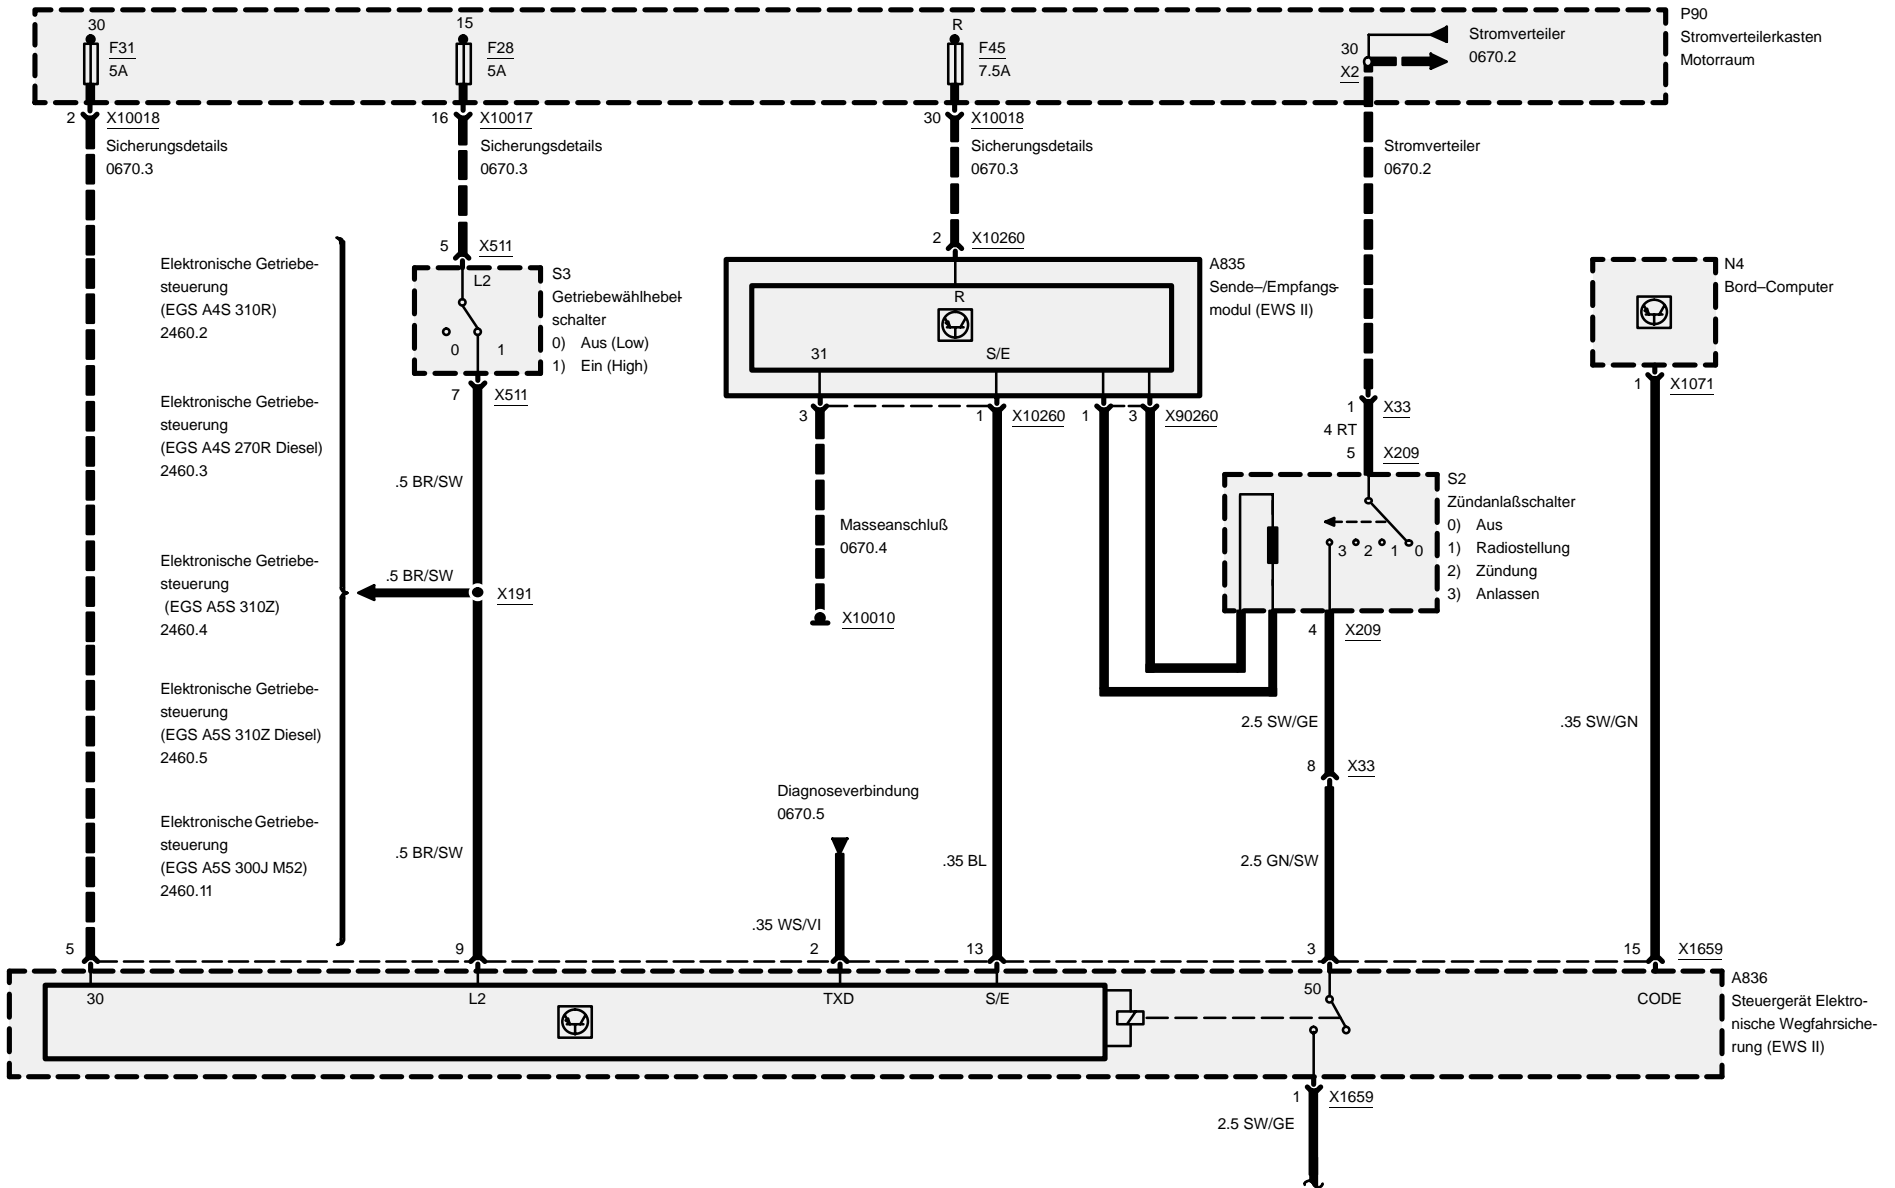 30
F31
5A
15
F28
5A
R
F45
7.5A
30
X2
Stromverteiler
0670.2
P90
Stromverteilerkasten
Motorraum
2 X10018
Sicherungsdetails
0670.3
16 X10017
Sicherungsdetails
0670.3
30 X10018
Sicherungsdetails
0670.3
Stromverteiler
0670.2
Elektronische Getriebe-
steuerung
(EGS A4S 310R)
2460.2
Elektronische Getriebe-
steuerung
(EGS A4S 270R Diesel)
2460.3
Elektronische Getriebe-
steuerung
(EGS A5S 310Z)
2460.4
Elektronische Getriebe-
steuerung
(EGS A5S 310Z Diesel)
2460.5
Elektronische Getriebe-
steuerung
(EGS A5S 300J M52)
2460.11
5 X511
L2
0 1
S3
Getriebewählhebel-
schalter
0) Aus (Low)
1) Ein (High)
7 X511
.5 BR/SW
.5 BR/SW
X191
.5 BR/SW
2 X10260
R
31
S/E
A835
Sende–/Empfangs-
modul (EWS II)
3
1 X10260
1
3 X90260
Masseanschluß
0670.4
X10010
N4
Bord–Computer
1 X1071
1 X33
4 RT
5 X209
3 2 1 0
S2
Zündanlaßschalter
0) Aus
1) Radiostellung
2) Zündung
3) Anlassen
4 X209
2.5 SW/GE
.35 SW/GN
8 X33
Diagnoseverbindung
0670.5
.35 BL
2.5 GN/SW
.35 WS/VI
5
9
2
13
3
15 X1659
30
L2
TXD
S/E
50
CODE
A836
Steuergerät Elektro-
nische Wegfahrsiche-
rung (EWS II)
1 X1659
2.5 SW/GE